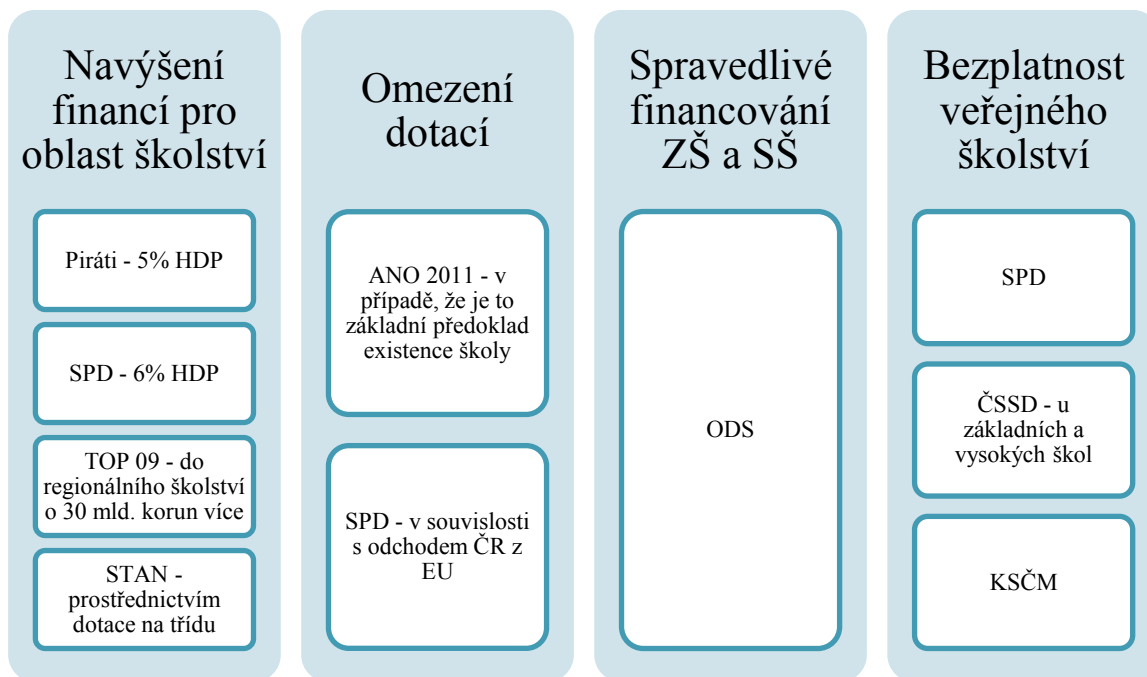 Navýšení
financí pro
oblast školství
Piráti - 5% HDP
SPD - 6% HDP
TOP 09 - do
regionálního školství
o 30 mld. korun více
STAN -
prostřednictvím
dotace na třídu
Omezení
dotací
ANO 2011 - v
případě, že je to
základní předoklad
existence školy
SPD - v souvislosti
s odchodem ČR z
EU
Spravedlivé
financování
ZŠ a SŠ
ODS
Bezplatnost
veřejného
školství
SPD
ČSSD - u
základních a
vysokých škol
KSČM